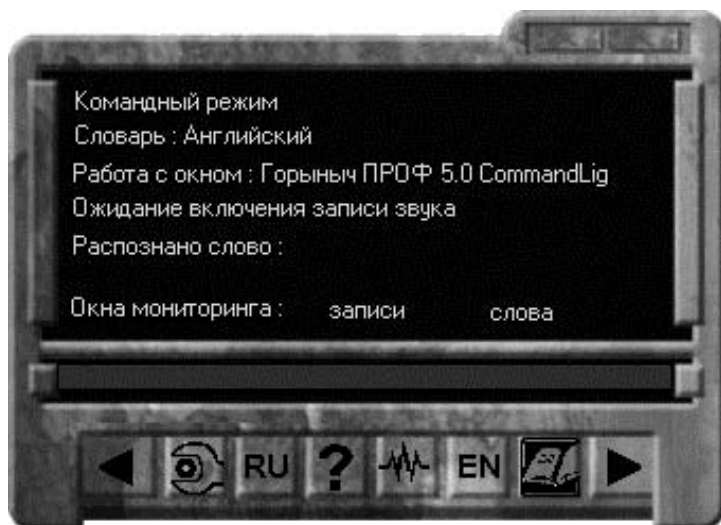 Командный режим
Словарь : Английский
Работа с окном : Горыныч ПРОФ 5.0 CommandLig
Ожидание включения записи звука
Распознано слово :
Окна мониторинга : записи слова
RU ? EN